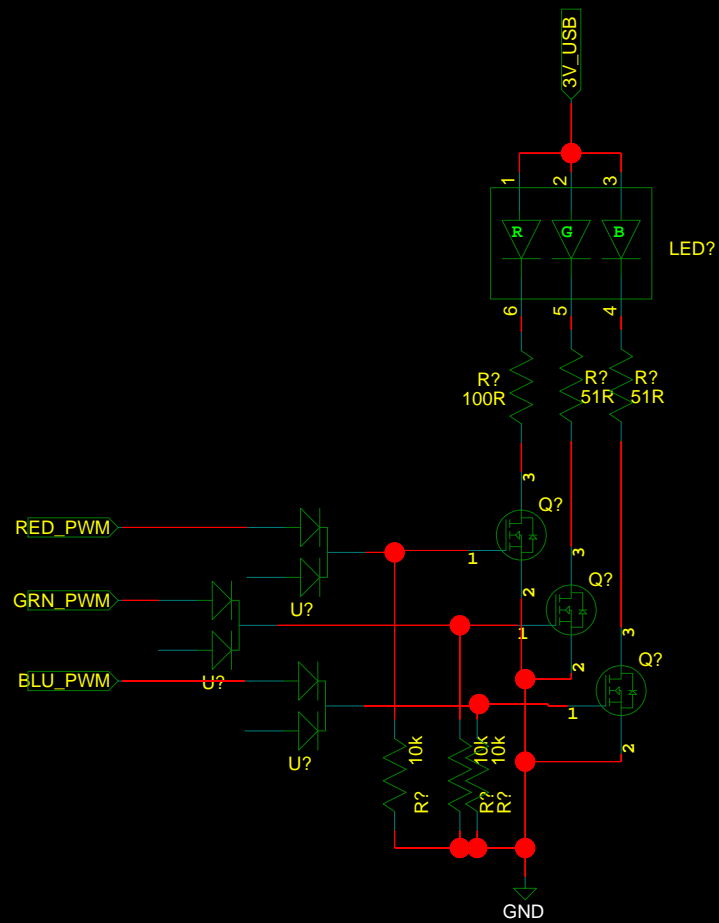 3V_USB
1
2
3
R
G
B
LED?
6
5
4
R?
100R
R?
51R
R?
51R
3
Q?
RED_PWM
1
2
U?
3
Q?
GRN_PWM
1
2
U?
3
Q?
BLU_PWM
1
2
U?
10k
R?
10k
R?
10k
R?
GND